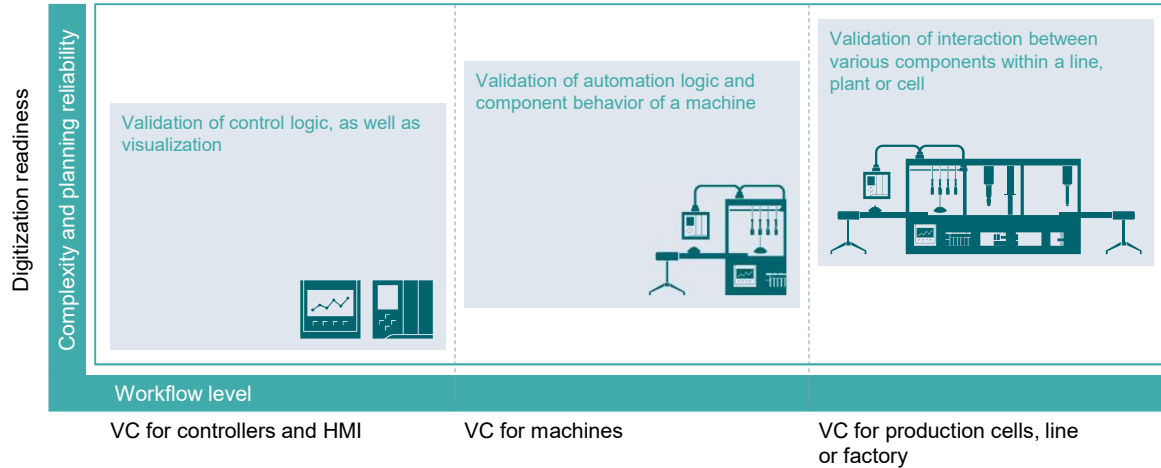 Digitization readiness
Complexity and planning reliability
Validation of control logic, as well as
visualization
Validation of automation logic and
component behavior of a machine
Validation of interaction between
various components within a line,
plant or cell
Workflow level
VC for controllers and HMI
VC for machines
VC for production cells, line
or factory